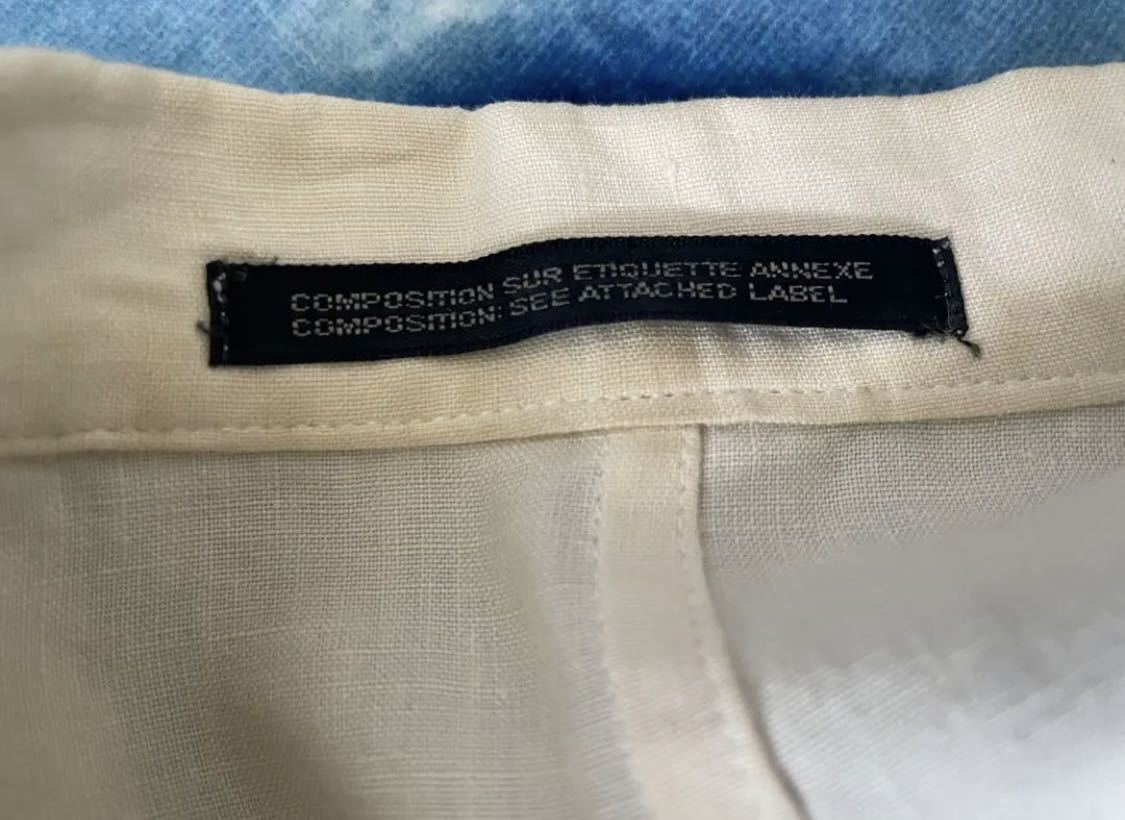 COMPOSITION SUR ETIQUETTE ANNEXE
COMPOSITION: SEE ATTACHED LABEL